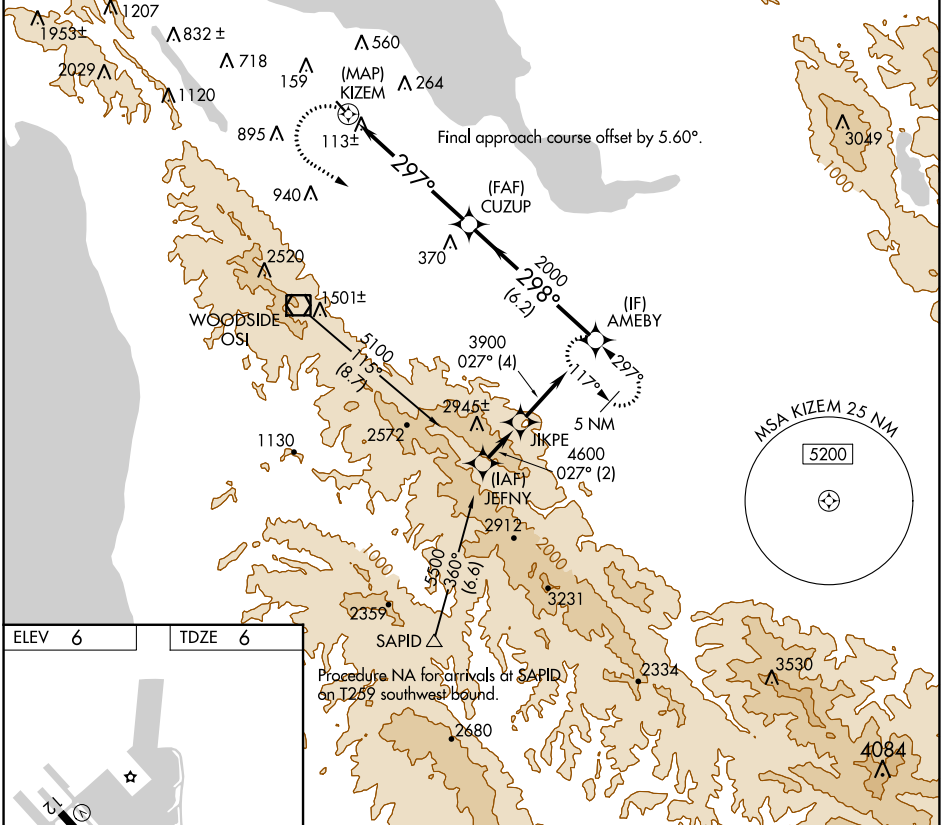 1207
1953±
832 ±
560
718
159
2029
264
(MAP)
KIZEM
1120
895
113±
Final approach course offset by 5.60°.
3049
1000
297°
(FAF)
CUZUP
940
370
2520
2000
298°
(6.2)
(IF)
AMEBY
1501±
WOODSIDE
OSI
5100
115°
(8.7)
3900
027° (4)
117°
297°
5 NM
2945±
JIKPE
2572
1130
4600
027° (2)
(IAF)
JEFNY
MSA KIZEM 25 NM
5200
2912
2000
1000
5500
360°
(6.6)
3231
2359
SAPID
ELEV 6
TDZE 6
Procedure NA for arrivals at SAPID
on T259 southwest bound.
2334
3530
2680
4084
12
V